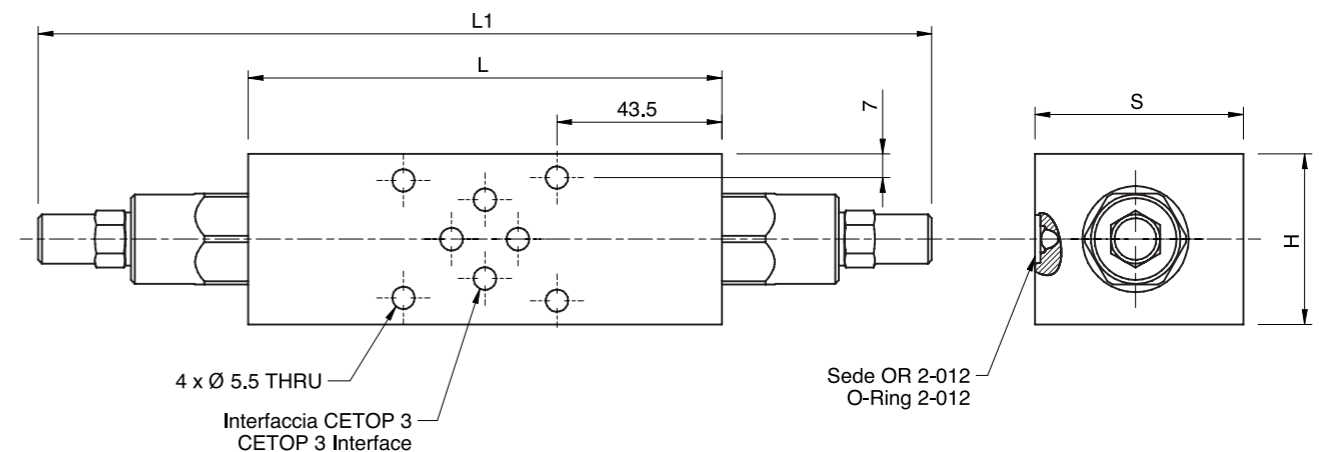 L1
L
43.5
7
S
H
4 x Ø 5.5 THRU
Interfaccia CETOP 3
CETOP 3 Interface
Sede OR 2-012
O-Ring 2-012